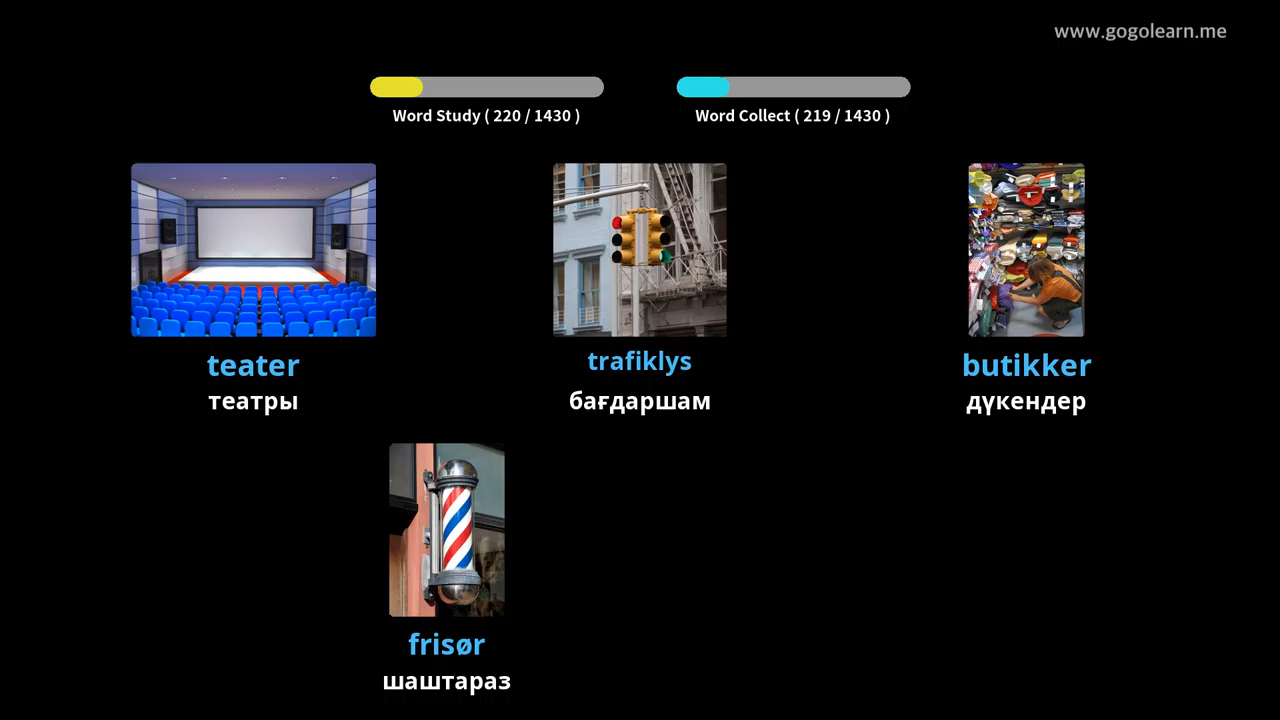 www.gogolearn.me
Word Study ( 220 / 1430 )
Word Collect ( 219 / 1430 )
teater
театры
trafiklys
бағдаршам
butikker
дүкендер
frisør
шаштараз